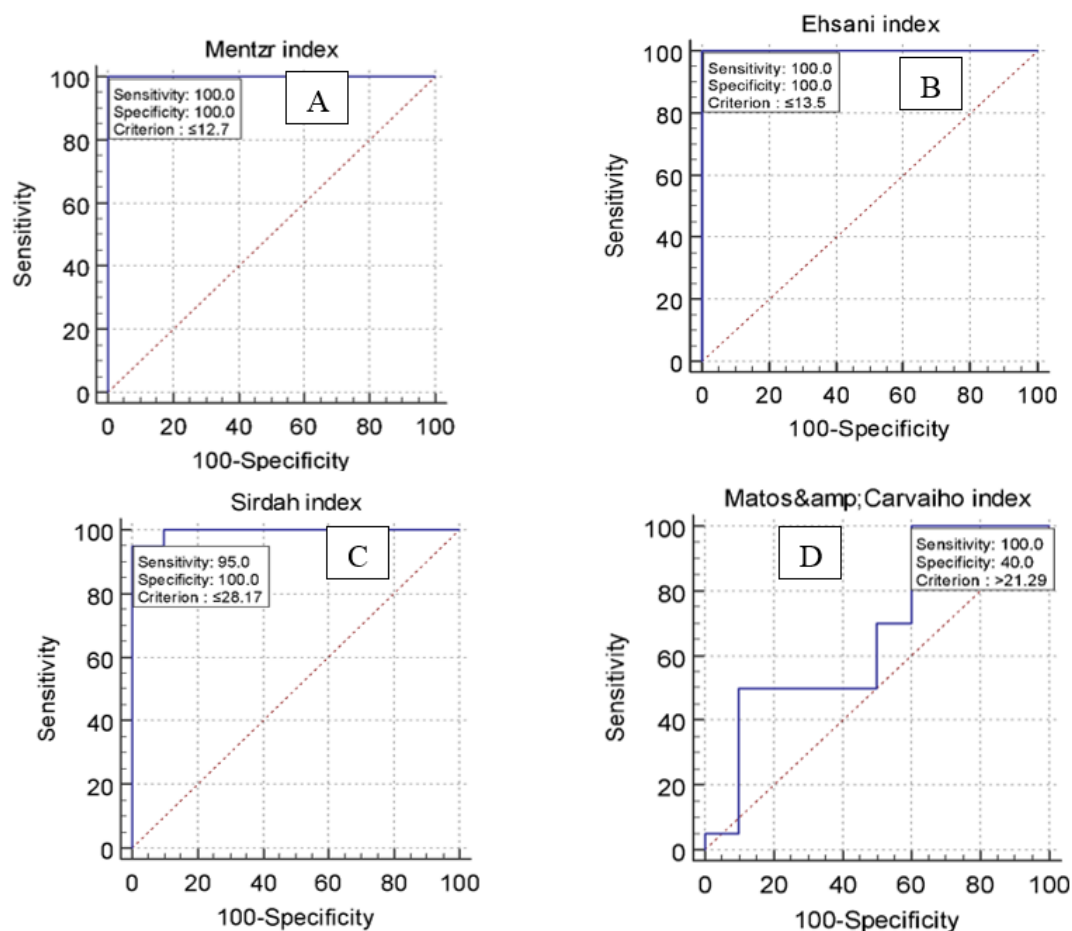 Mentzr index
A
Sensitivity: 100.0
Specificity: 100.0
Criterion : ≤12.7
100
80
60
40
20
0
Sensitivity
0 20 40 60 80 100
100-Specificity
Ehsani index
B
Sensitivity: 100.0
Specificity: 100.0
Criterion : ≤13.5
100
80
60
40
20
0
Sensitivity
0 20 40 60 80 100
100-Specificity
Sirdah index
C
Sensitivity: 95.0
Specificity: 100.0
Criterion : ≤28.17
100
80
60
40
20
0
Sensitivity
0 20 40 60 80 100
100-Specificity
Matos&amp;Carvaiho index
D
Sensitivity: 100.0
Specificity: 40.0
Criterion : >21.29
100
80
60
40
20
0
Sensitivity
0 20 40 60 80 100
100-Specificity